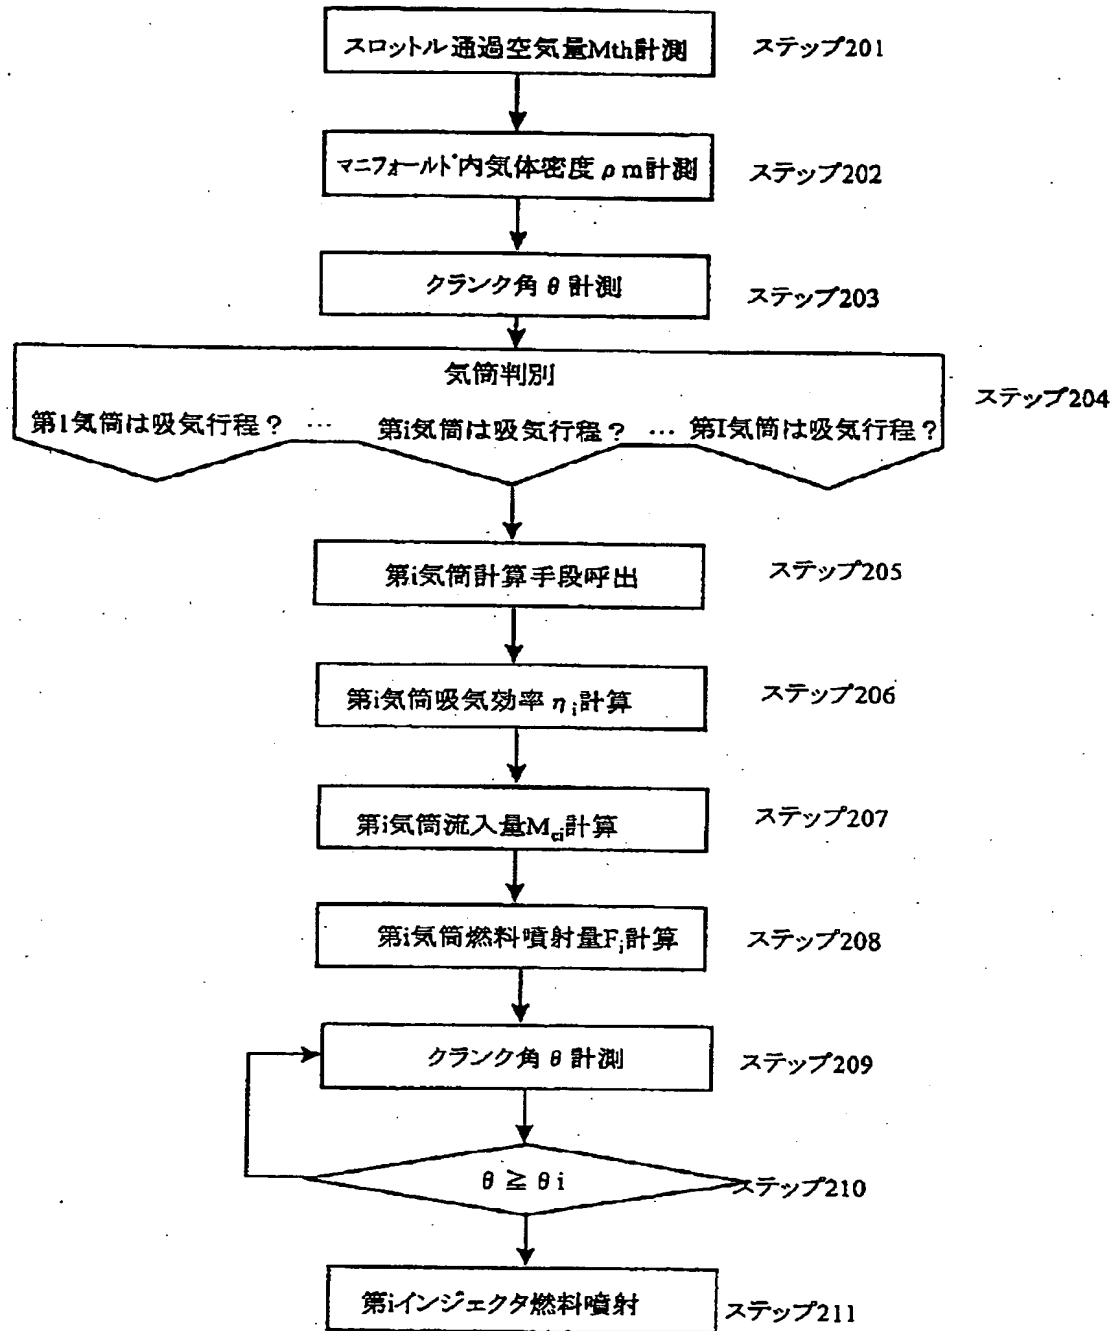 スロットル通過空気量Mth計測 ステップ201
マニフォールド内気体密度ρm計測 ステップ202
クランク角θ計測 ステップ203
気筒判別 ステップ204
第1気筒は吸気行程? … 第i気筒は吸気行程? … 第I気筒は吸気行程?
第i気筒計算手段呼出 ステップ205
第i気筒吸気効率ηi計算 ステップ206
第i気筒流入量Mci計算 ステップ207
第i気筒燃料噴射量Fi計算 ステップ208
クランク角θ計測 ステップ209
θ≧θi ステップ210
第iインジェクタ燃料噴射 ステップ211